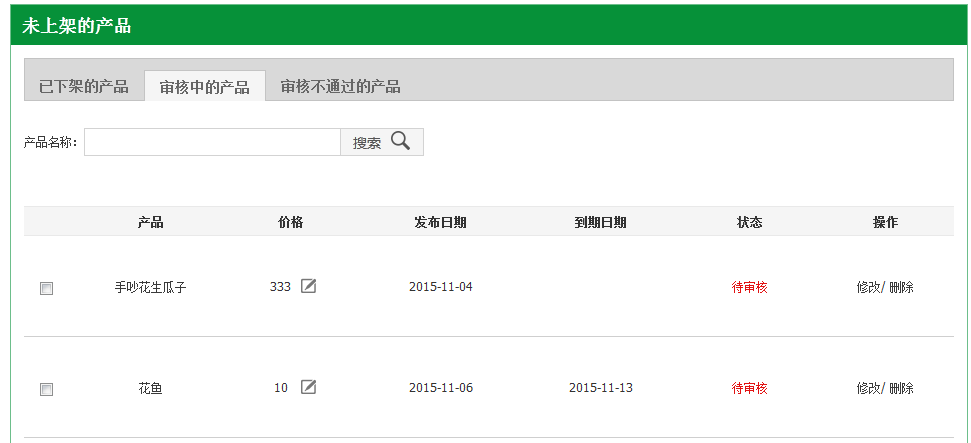 未上架的产品
已下架的产品 审核中的产品 审核不通过的产品
产品名称： 搜索
产品 价格 发布日期 到期日期 状态 操作
手吵花生瓜子 333 2015-11-04 待审核 修改/ 删除
花鱼 10 2015-11-06 2015-11-13 待审核 修改/ 删除